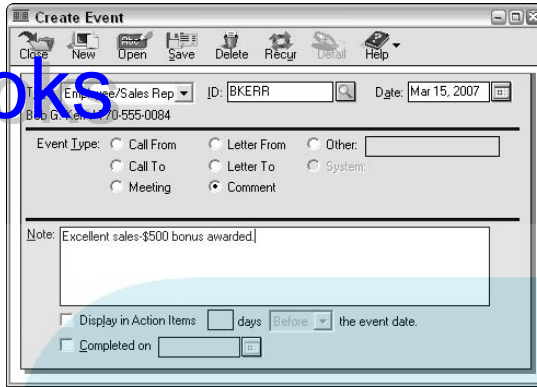 Create Event
Close New Open Save Delete Recur Detail Help
oks
Employee/Sales Rep ID: BKERR Date: Mar 15, 2007
G. 70-555-0084
Event Type: Call From Letter From Other:
Call To Letter To System:
Meeting Comment
Note: Excellent sales-$500 bonus awarded.
Display in Action Items days Before the event date.
Completed on